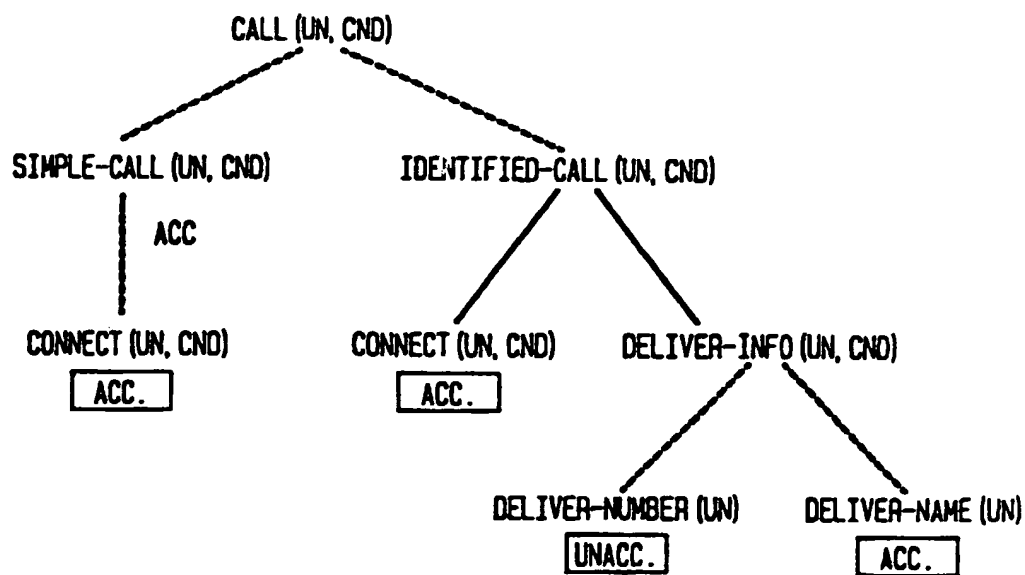 CALL (UN, CND)
SIMPLE-CALL (UN, CND)
IDENTIFIED-CALL (UN, CND)
ACC
CONNECT (UN, CND)
CONNECT (UN, CND)
DELIVER-INFO (UN, CND)
ACC.
ACC.
DELIVER-NUMBER (UN)
DELIVER-NAME (UN)
UNACC.
ACC.